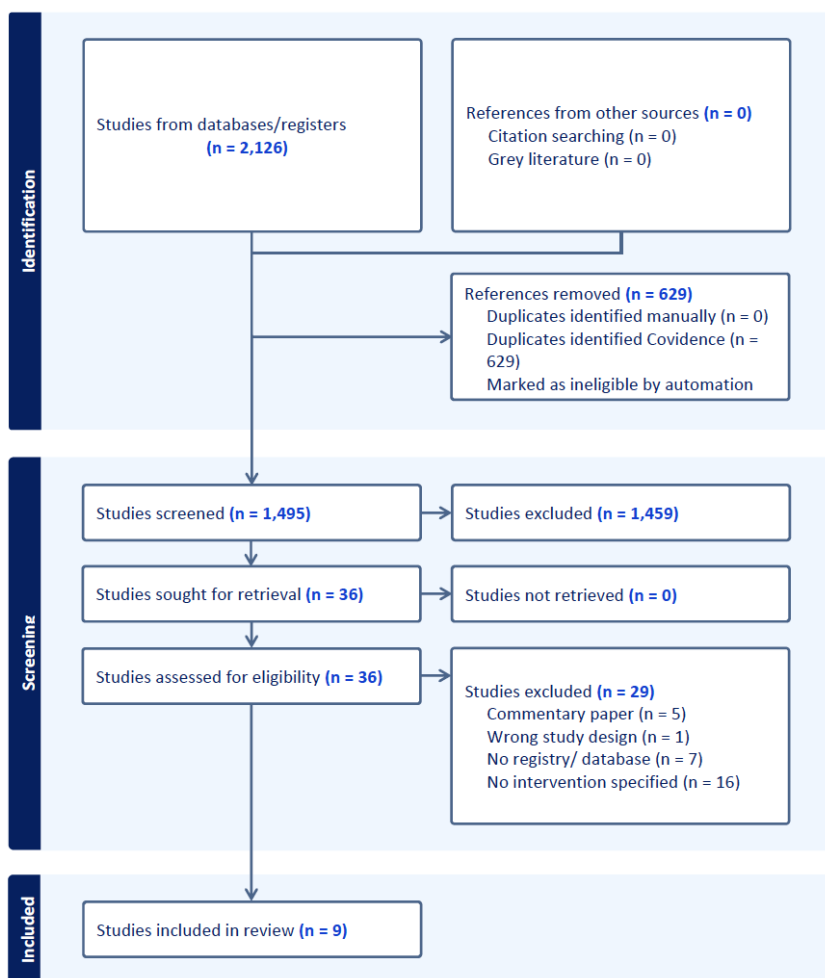 Identification
Studies from databases/registers
(n = 2,126)
References from other sources (n = 0)
Citation searching (n = 0)
Grey literature (n = 0)
References removed (n = 629)
Duplicates identified manually (n = 0)
Duplicates identified Covidence (n =
629)
Marked as ineligible by automation
Screening
Studies screened (n = 1,495)
Studies excluded (n = 1,459)
Studies sought for retrieval (n = 36)
Studies not retrieved (n = 0)
Studies assessed for eligibility (n = 36)
Studies excluded (n = 29)
Commentary paper (n = 5)
Wrong study design (n = 1)
No registry/ database (n = 7)
No intervention specified (n = 16)
Included
Studies included in review (n = 9)